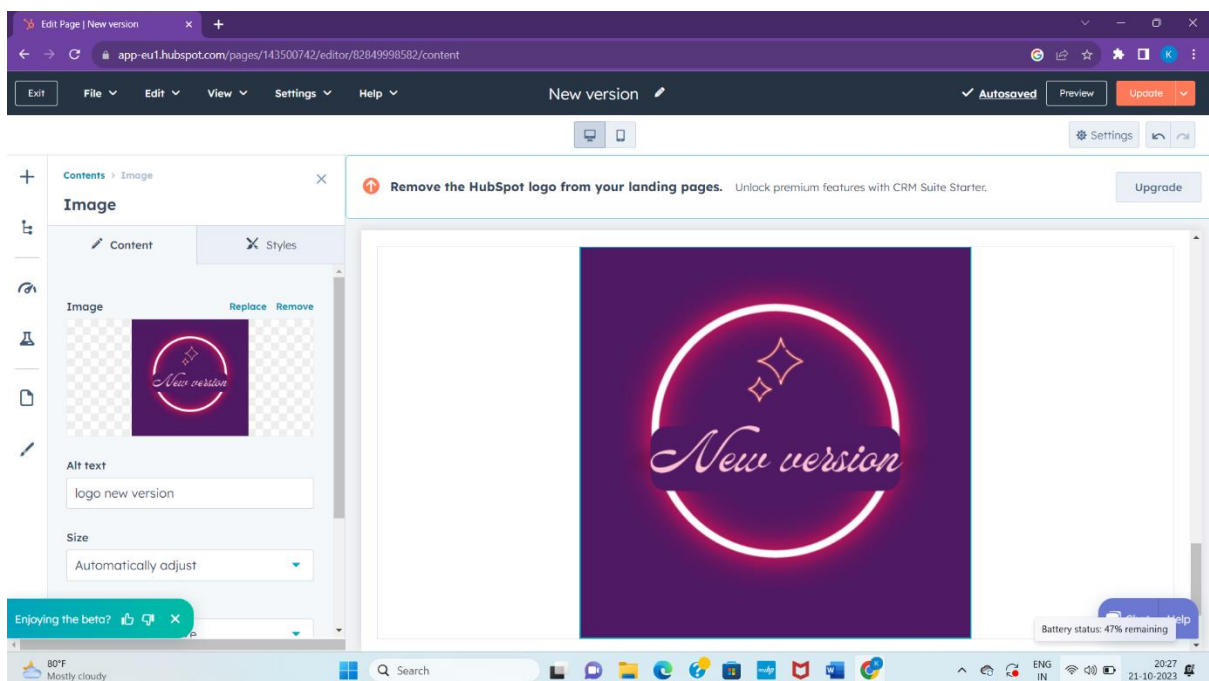 Edit Page | New version
app-eu1.hubspot.com/pages/143500742/editor/82849998582/content
K
Exit File Edit View Settings Help New version Autosaved Preview Update
Settings
Contents > Image
Image
Remove the HubSpot logo from your landing pages. Unlock premium features with CRM Suite Starter. Upgrade
Content Styles
Image Replace Remove
New version
New version
Alt text
logo new version
Size
Automatically adjust
Enjoying the beta?
Help
Battery status: 47% remaining
80°F
Mostly cloudy
Search
ENG
IN
20:27
21-10-2023